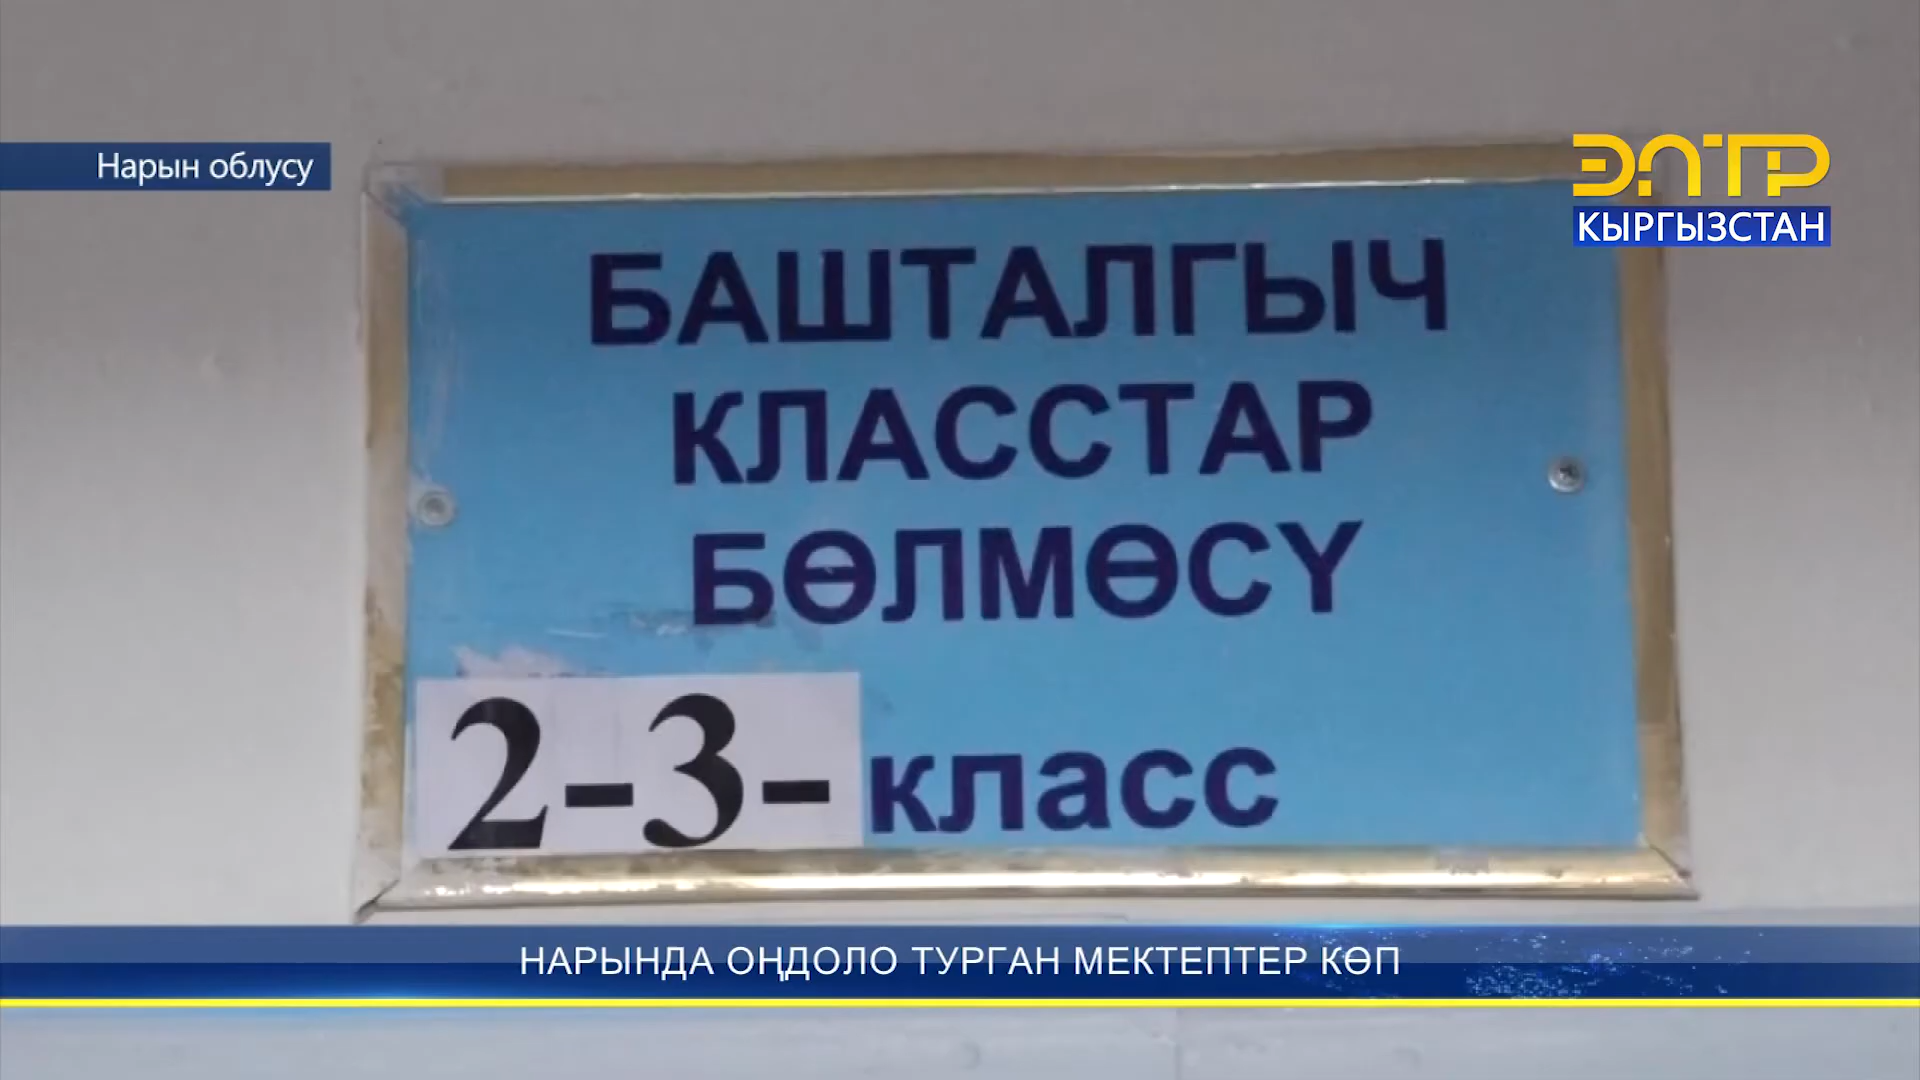 Нарын облусу
ЭЛТР
КЫРГЫЗСТАН
БАШТАЛГЫЧ
КЛАССТАР
БӨЛМӨСҮ
2-3-класс
НАРЫНДА ОҢДОЛО ТУРГАН МЕКТЕПТЕР КӨП